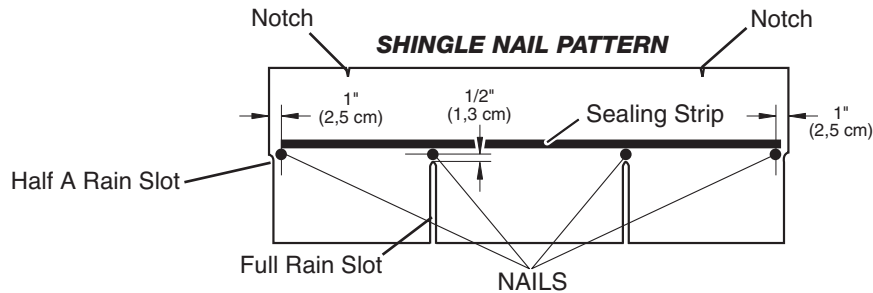 Notch
Notch
SHINGLE NAIL PATTERN
1"
(2,5 cm)
1/2"
(1,3 cm)
Sealing Strip
1"
(2,5 cm)
Half A Rain Slot
Full Rain Slot
NAILS